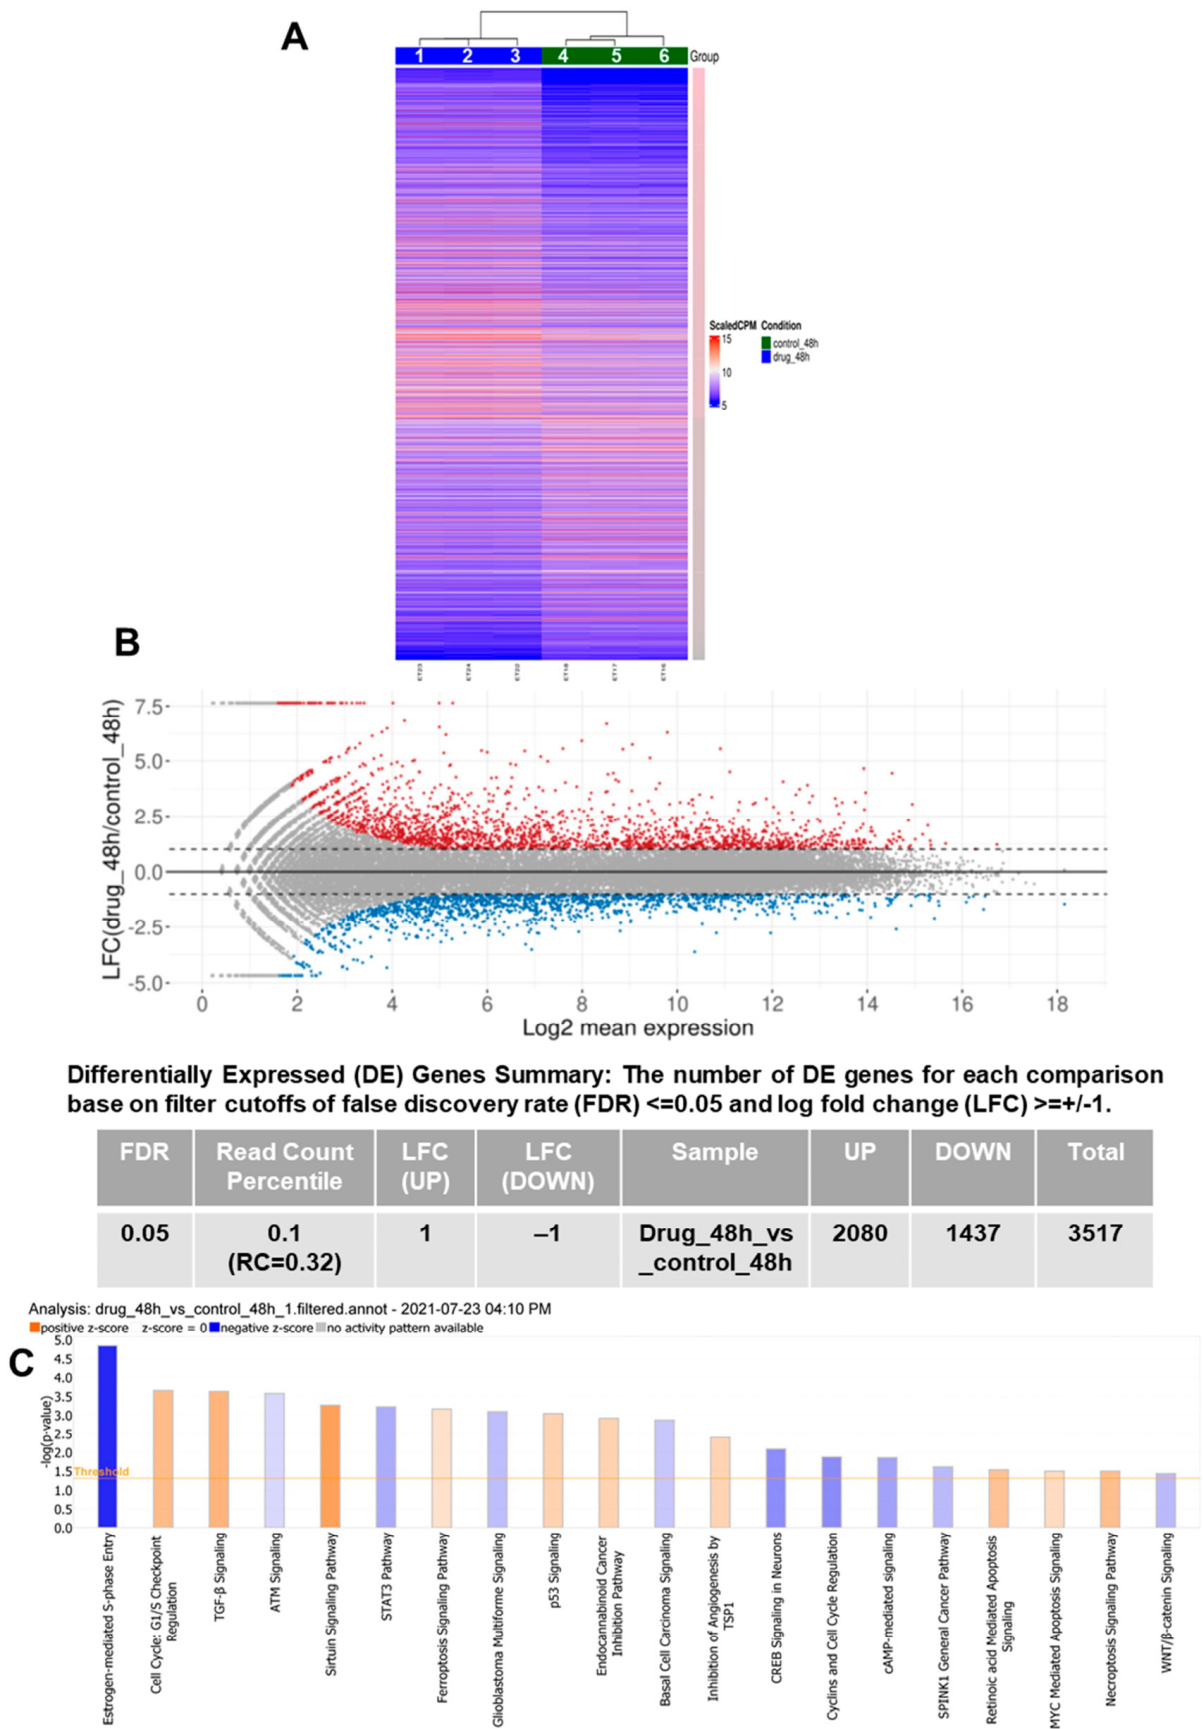 A
1 2 3 4 5 6 Group
ScaledCPM Condition
15
10
5
control_48h
drug_48h
ET23 ET24 ET22 ET18 ET17 ET16
B
LFC(drug_48h/control_48h)
7.5
5.0
2.5
0.0
-2.5
-5.0
0 2 4 6 8 10 12 14 16 18
Log2 mean expression
Differentially Expressed (DE) Genes Summary: The number of DE genes for each comparison
base on filter cutoffs of false discovery rate (FDR) <=0.05 and log fold change (LFC) >=+/-1.
FDR Read Count Percentile LFC (UP) LFC (DOWN) Sample UP DOWN Total
0.05 0.1 (RC=0.32) 1 –1 Drug_48h_vs _control_48h 2080 1437 3517
Analysis: drug_48h_vs_control_48h_1.filtered.annot - 2021-07-23 04:10 PM
positive z-score z-score = 0 negative z-score no activity pattern available
C
-log(p-value)
5.0
4.5
4.0
3.5
3.0
2.5
2.0
1.5
1.0
0.5
0.0
Threshold
Estrogen-mediated S-phase Entry
Cell Cycle: G1/S Checkpoint
Regulation
TGF-β Signaling
ATM Signaling
Sirtuin Signaling Pathway
STAT3 Pathway
Ferroptosis Signaling Pathway
Glioblastoma Multiforme Signaling
p53 Signaling
Endocannabinoid Cancer
Inhibition Pathway
Basal Cell Carcinoma Signaling
Inhibition of Angiogenesis by
TSP1
CREB Signaling in Neurons
Cyclins and Cell Cycle Regulation
cAMP-mediated signaling
SPINK1 General Cancer Pathway
Retinoic acid Mediated Apoptosis
Signaling
MYC Mediated Apoptosis Signaling
Necroptosis Signaling Pathway
WNT/β-catenin Signaling